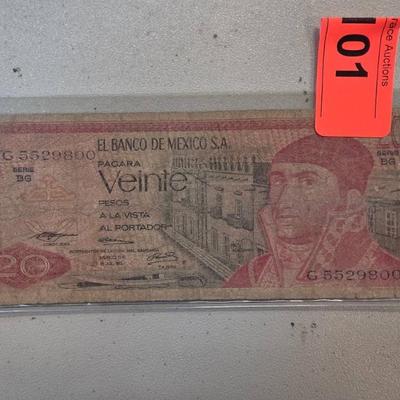 race Auctions
101
EL BANCO DE MEXICO S.A.
G 5529800
PAGARA
SERIE
BG
Veinte
SERIE
BG
PESOS
A LA VISTA
AL PORTADOR
G 5529800
20